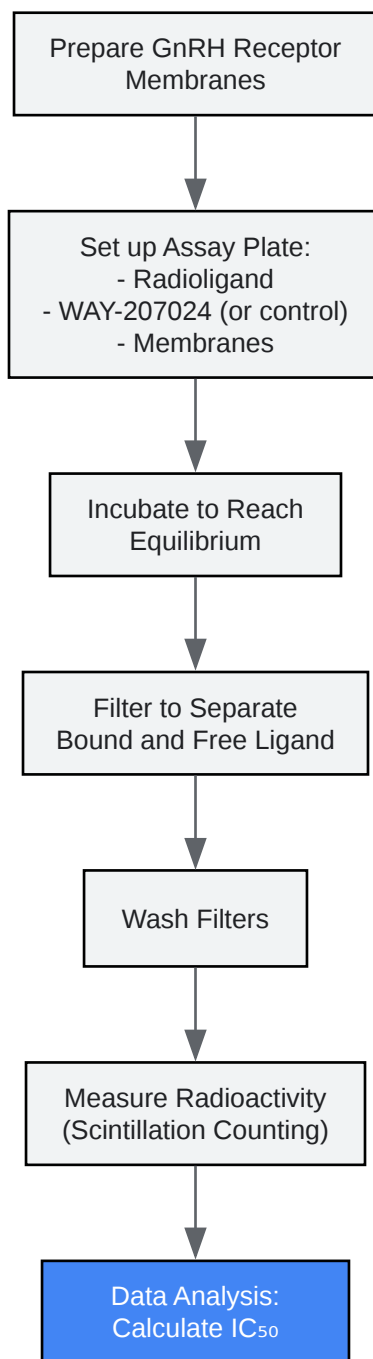 Prepare GnRH Receptor
Membranes
Set up Assay Plate:
- Radioligand
- WAY-207024 (or control)
- Membranes
Incubate to Reach
Equilibrium
Filter to Separate
Bound and Free Ligand
Wash Filters
Measure Radioactivity
(Scintillation Counting)
Data Analysis:
Calculate IC₅₀